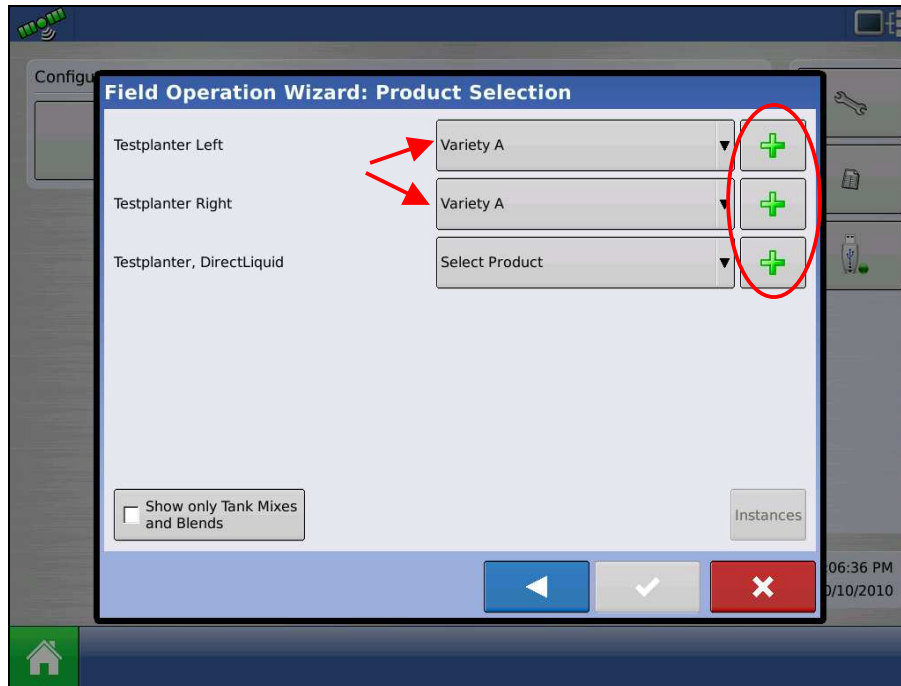 Configu
Field Operation Wizard: Product Selection
Testplanter Left
Variety A
Testplanter Right
Variety A
Testplanter, DirectLiquid
Select Product
Show only Tank Mixes
and Blends
Instances
:06:36 PM
0/10/2010